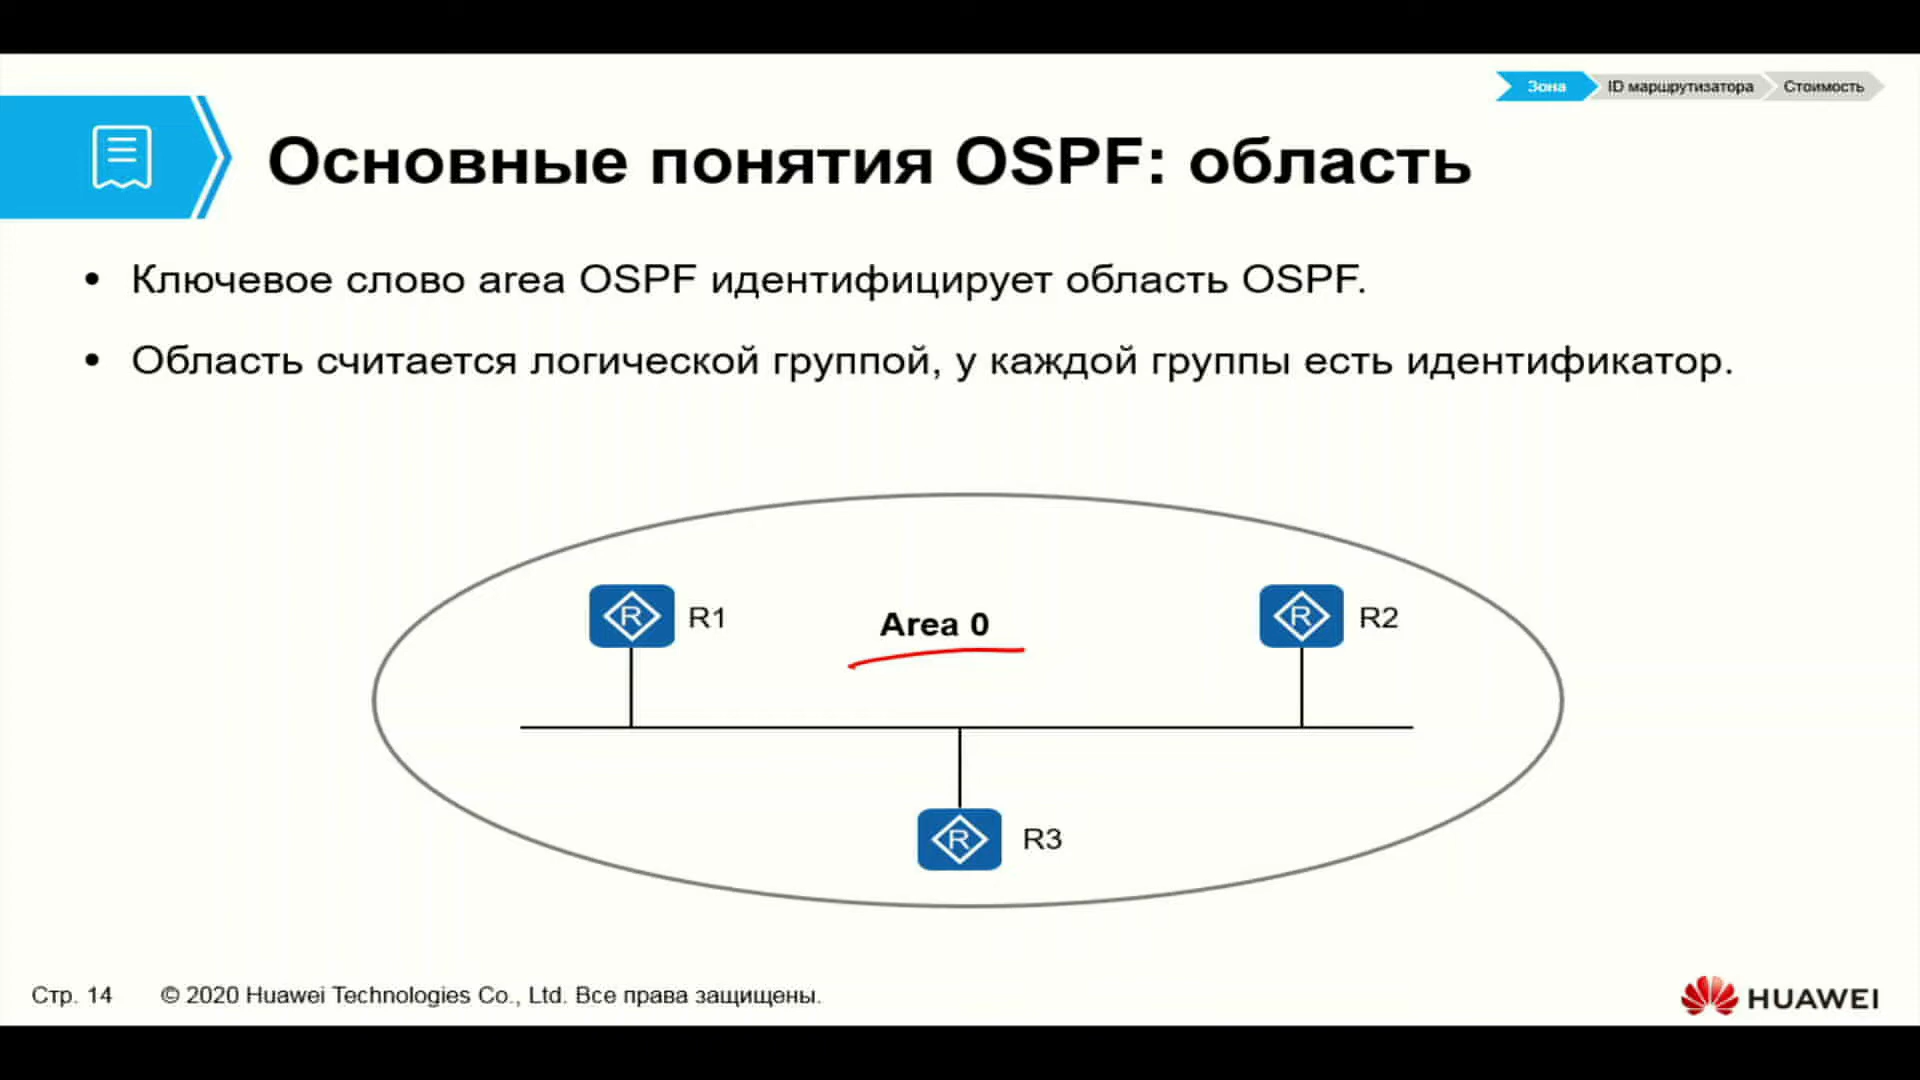 Зона ID маршрутизатора Стоимость
Основные понятия OSPF: область
• Ключевое слово area OSPF идентифицирует область OSPF.
• Область считается логической группой, у каждой группы есть идентификатор.
R R1 Area 0 R R2
R R3
Стр. 14 © 2020 Huawei Technologies Co., Ltd. Все права защищены. HUAWEI